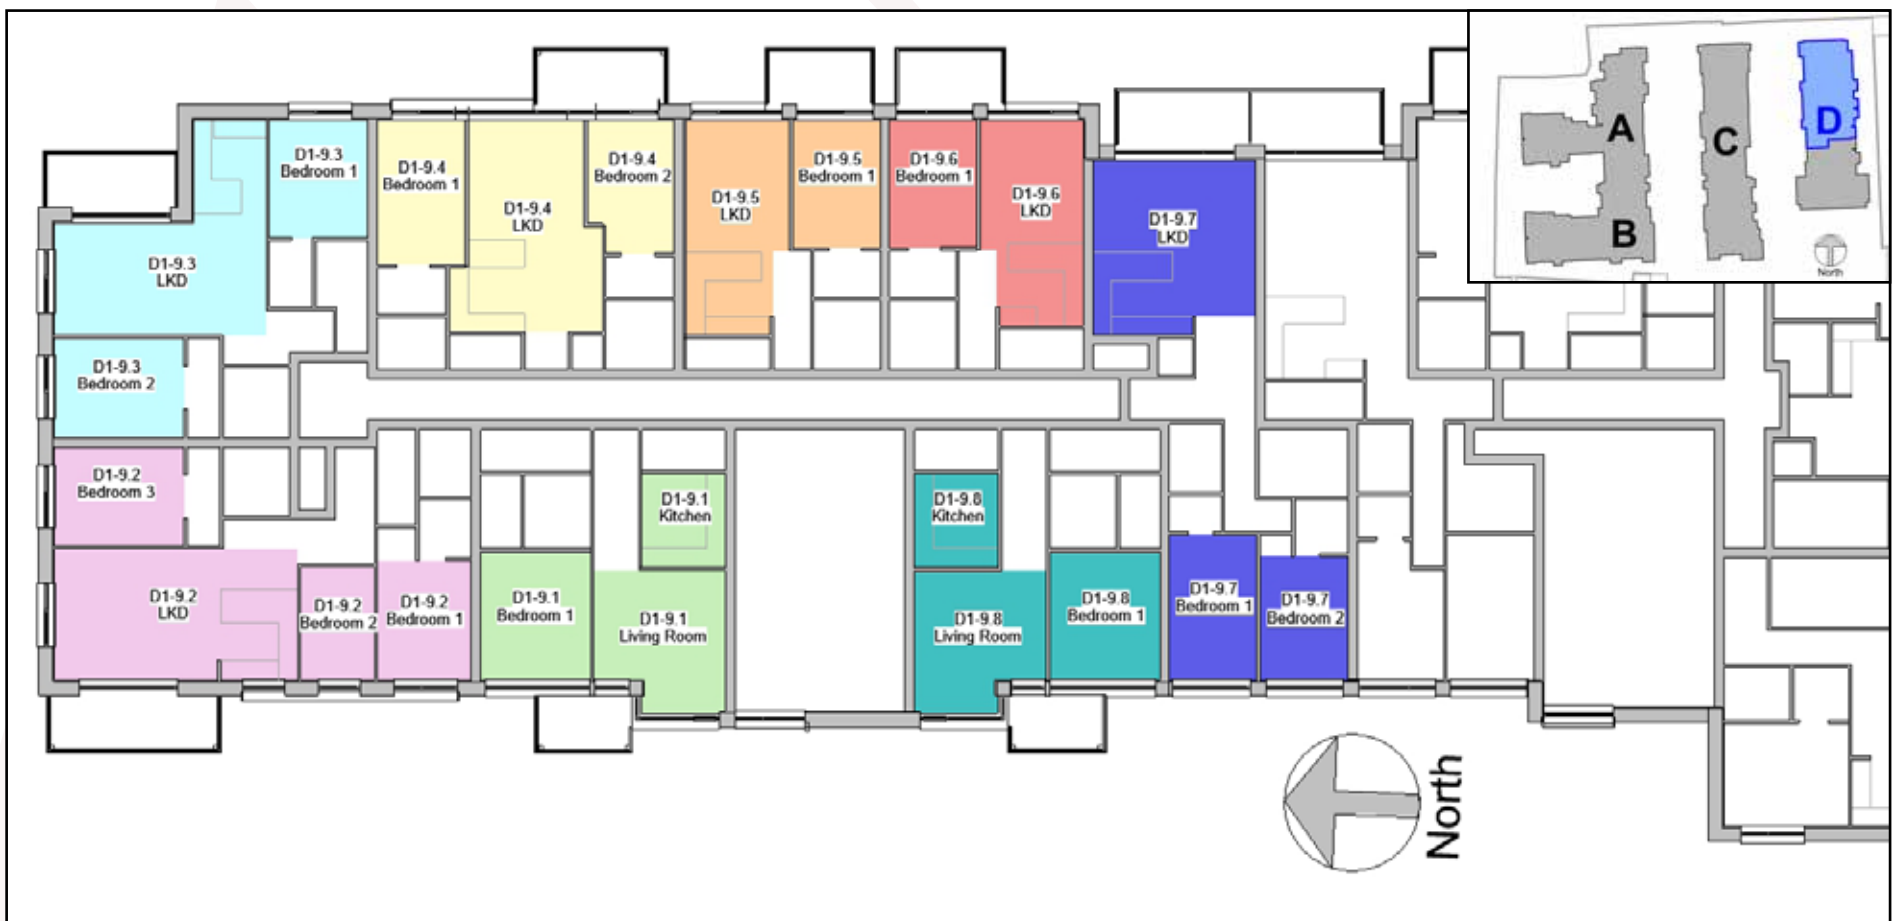 D1-9.3
Bedroom 1
D1-9.4
Bedroom 1
D1-9.4
LKD
D1-9.4
Bedroom 2
D1-9.5
LKD
D1-9.5
Bedroom 1
D1-9.6
Bedroom 1
D1-9.6
LKD
D1-9.7
LKD
D1-9.3
LKD
D1-9.3
Bedroom 2
D1-9.2
Bedroom 3
D1-9.2
LKD
D1-9.2
Bedroom 2
D1-9.2
Bedroom 1
D1-9.1
Bedroom 1
D1-9.1
Kitchen
D1-9.1
Living Room
D1-9.8
Kitchen
D1-9.8
Living Room
D1-9.8
Bedroom 1
D1-9.7
Bedroom 1
D1-9.7
Bedroom 2
A
B
C
D
North
North